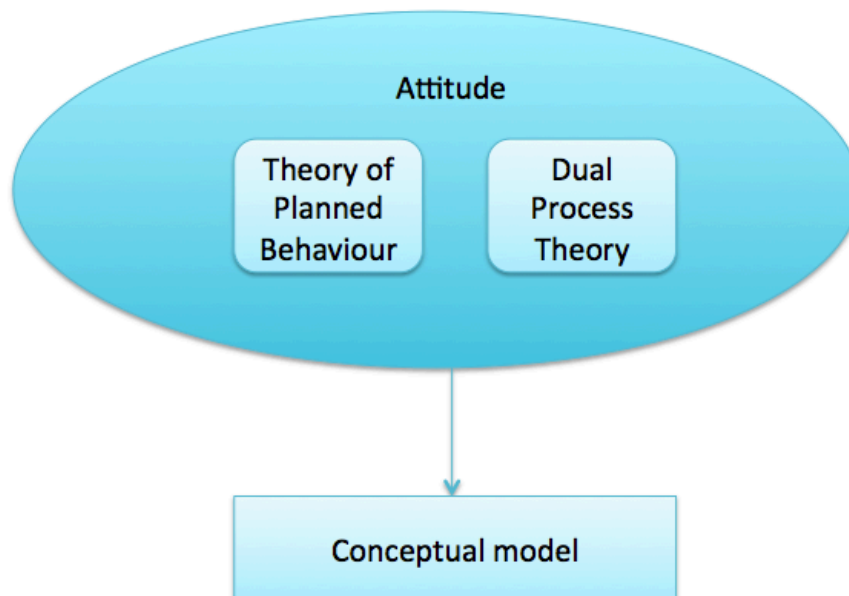 Attitude
Theory of
Planned
Behaviour
Dual
Process
Theory
Conceptual model